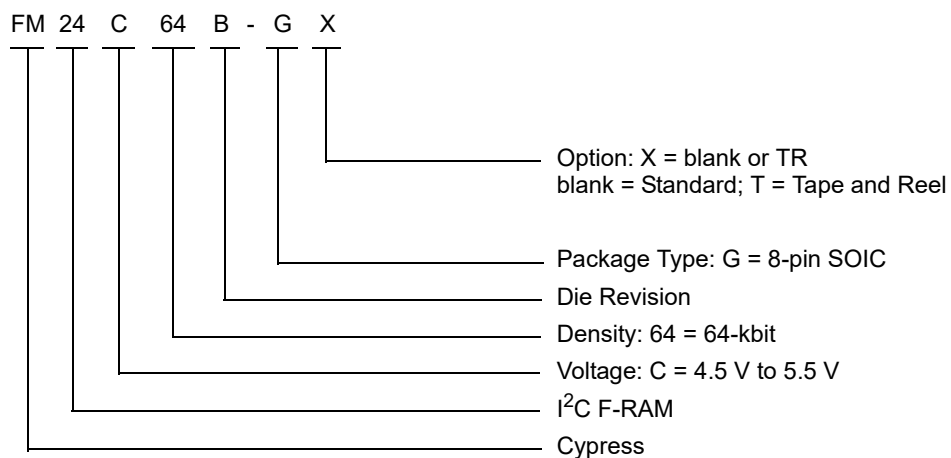 FM 24 C 64 B - G X
Option: X = blank or TR
blank = Standard; T = Tape and Reel
Package Type: G = 8-pin SOIC
Die Revision
Density: 64 = 64-kbit
Voltage: C = 4.5 V to 5.5 V
I²C F-RAM
Cypress